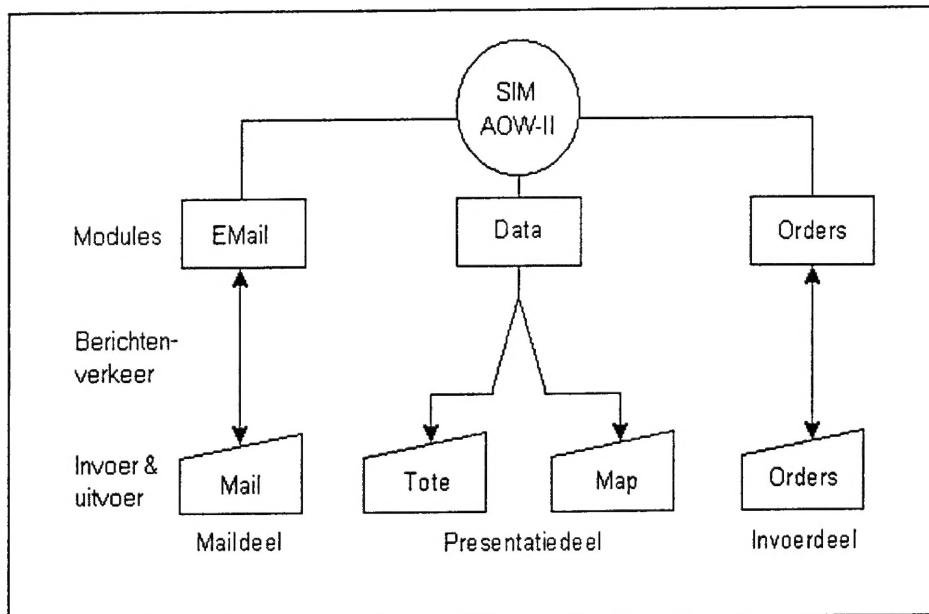 SIM
AOW-II
Modules
EMail
Data
Orders
Berichten-
verkeer
Invoer &
uitvoer
Mail
Tote
Map
Orders
Maildeel
Presentatiedeel
Invoerdeel